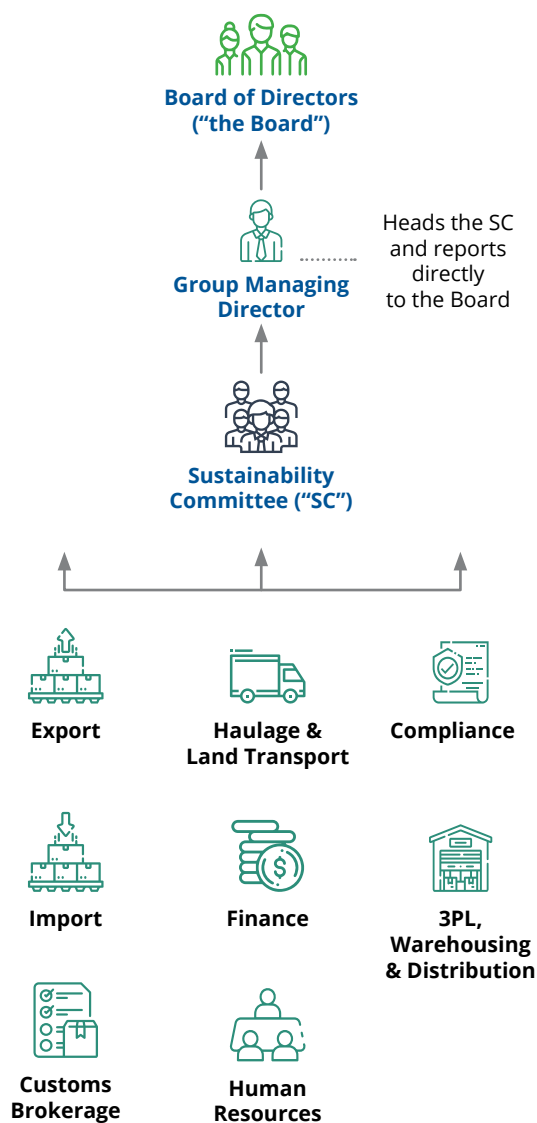 Board of Directors
(“the Board”)
Heads the SC
and reports
directly
to the Board
Group Managing
Director
Sustainability
Committee (“SC”)
Export
Haulage &
Land Transport
Compliance
Import
Finance
3PL,
Warehousing
& Distribution
Customs
Brokerage
Human
Resources